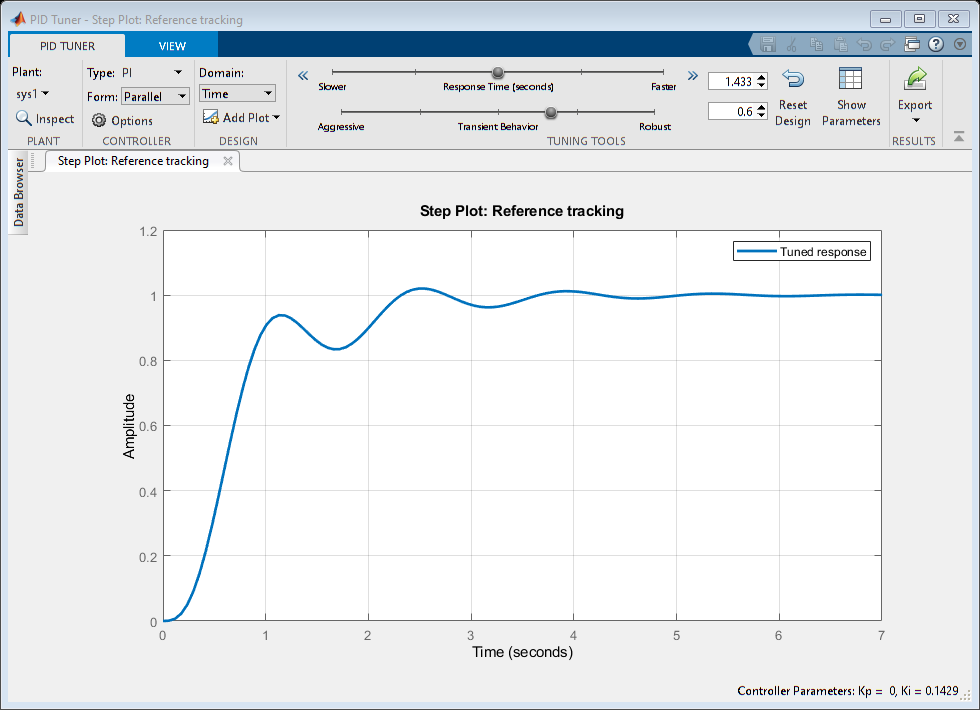 PID Tuner - Step Plot: Reference tracking
PID TUNER VIEW
Plant: Type: PI Domain: Slower Response Time (seconds) Faster 1.433
sys1 Form: Parallel Time Reset Design Show Parameters Export
Inspect Options Add Plot Aggressive Transient Behavior Robust 0.6
PLANT CONTROLLER DESIGN TUNING TOOLS RESULTS
Data Browser
Step Plot: Reference tracking
Step Plot: Reference tracking
Tuned response
Amplitude
1.2
1
0.8
0.6
0.4
0.2
0
0 1 2 3 4 5 6 7
Time (seconds)
Controller Parameters: Kp = 0, Ki = 0.1429